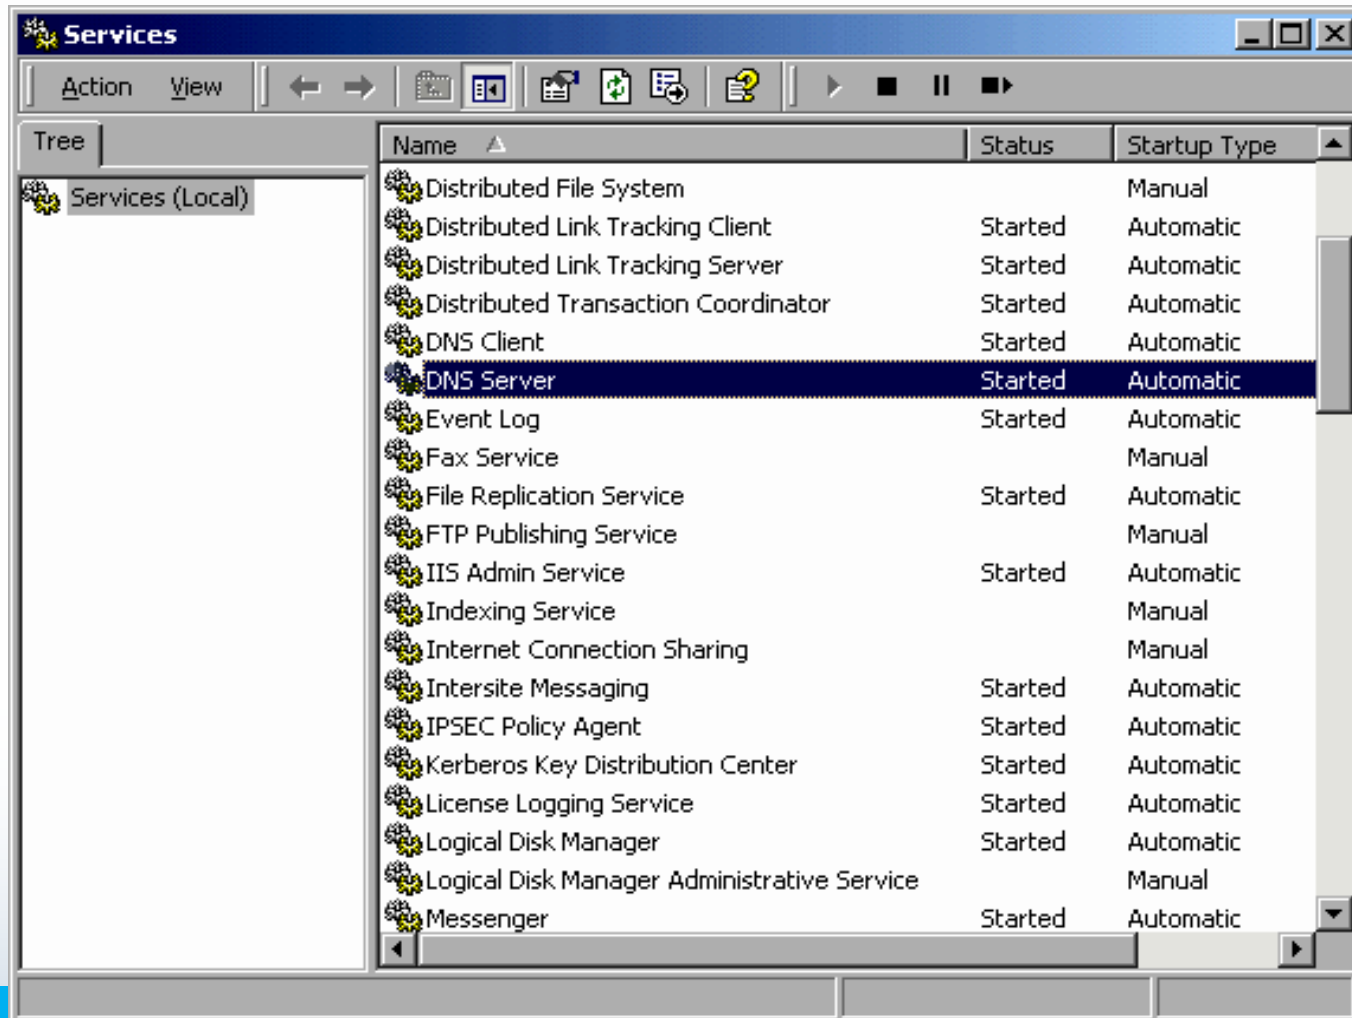 Services
Action View
Tree
Services (Local)
Name Status Startup Type
Distributed File System Manual
Distributed Link Tracking Client Started Automatic
Distributed Link Tracking Server Started Automatic
Distributed Transaction Coordinator Started Automatic
DNS Client Started Automatic
DNS Server Started Automatic
Event Log Started Automatic
Fax Service Manual
File Replication Service Started Automatic
FTP Publishing Service Manual
IIS Admin Service Started Automatic
Indexing Service Manual
Internet Connection Sharing Manual
Intersite Messaging Started Automatic
IPSEC Policy Agent Started Automatic
Kerberos Key Distribution Center Started Automatic
License Logging Service Started Automatic
Logical Disk Manager Started Automatic
Logical Disk Manager Administrative Service Manual
Messenger Started Automatic